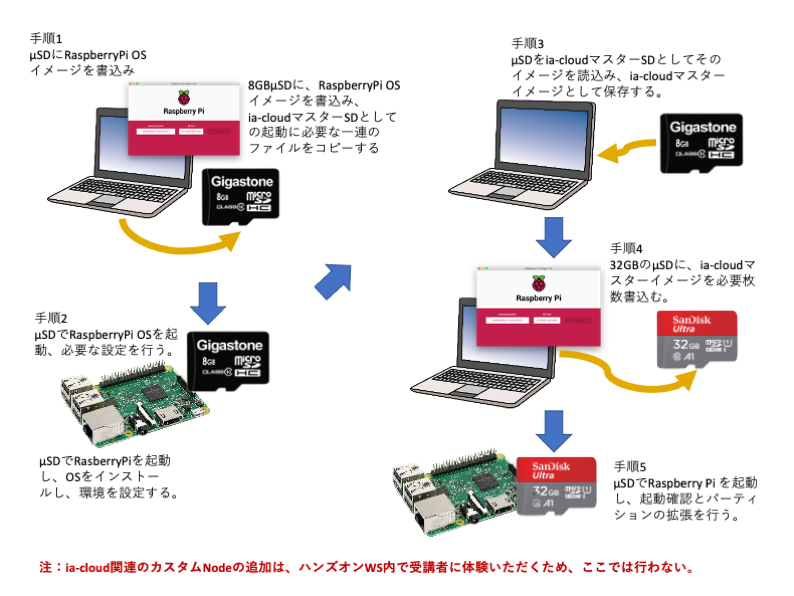 手順1
μSDにRaspberryPi OS
イメージを書込み
Raspberry Pi
8GBμSDに、RaspberryPi OS
イメージを書込み、
ia-cloudマスターSDとして
の起動に必要な一連の
ファイルをコピーする
Gigastone
8GB
micro SD HC
CLASS 10
手順2
μSDでRaspberryPi OSを起
動、必要な設定を行う。
Gigastone
8GB
micro SD HC
CLASS 10
μSDでRasberryPiを起動
し、OSをインストー
ルし、環境を設定する。
手順3
μSDをia-cloudマスターSDとしてその
イメージを読込み、ia-cloudマスター
イメージとして保存する。
Gigastone
8GB
micro SD HC
CLASS 10
手順4
32GBのμSDに、ia-cloudマ
スターイメージを必要枚
数書込む。
Raspberry Pi
SanDisk
Ultra
32GB
A1
SanDisk
Ultra
32GB
A1
手順5
μSDでRaspberry Pi を起動
し、起動確認とパーティ
ションの拡張を行う。
注：ia-cloud関連のカスタムNodeの追加は、ハンズオンWS内で受講者に体験いただくため、ここでは行わない。